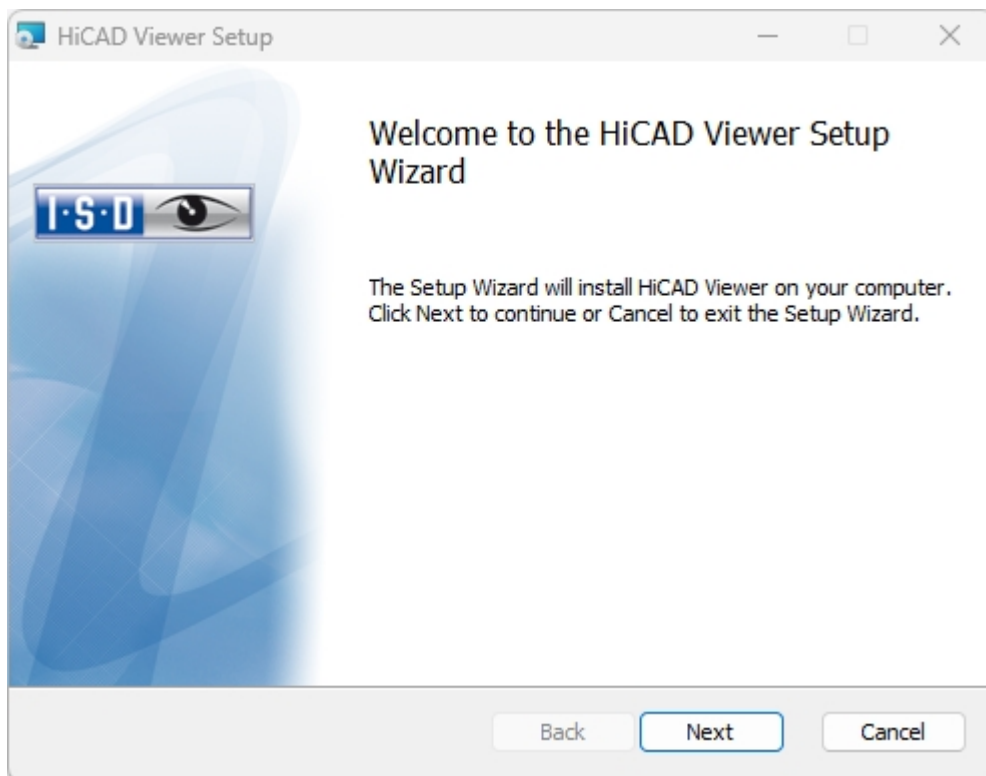 HiCAD Viewer Setup
Welcome to the HiCAD Viewer Setup
Wizard
I·S·D
The Setup Wizard will install HiCAD Viewer on your computer.
Click Next to continue or Cancel to exit the Setup Wizard.
Back
Next
Cancel